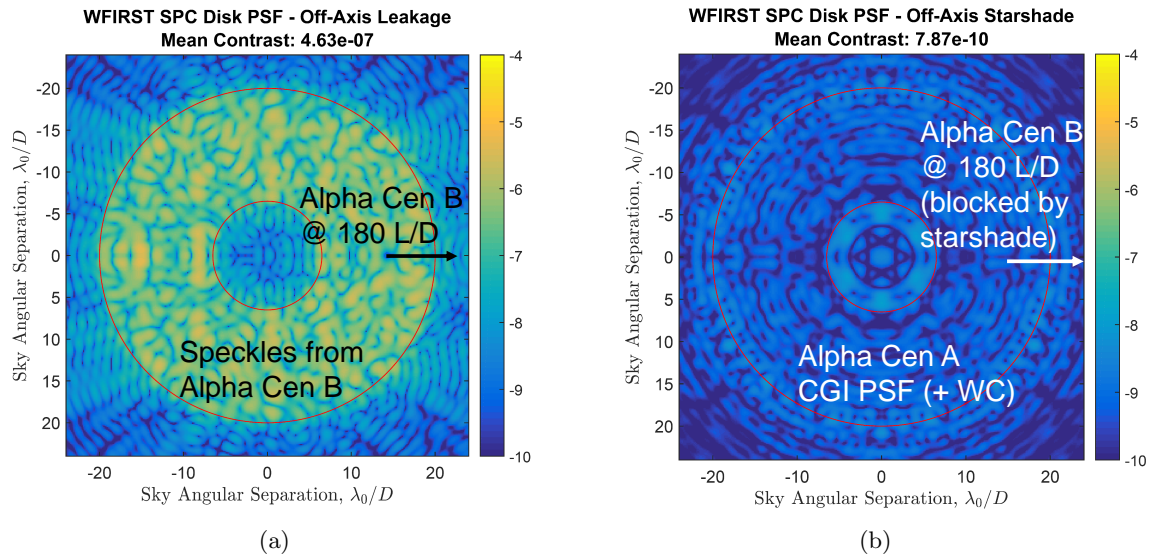 WFIRST SPC Disk PSF - Off-Axis Leakage
Mean Contrast: 4.63e-07
-4
-5
-6
-7
-8
-9
-10
-20
-15
-10
-5
0
5
10
15
20
Sky Angular Separation, λ₀/D
Alpha Cen B
@ 180 L/D
Speckles from
Alpha Cen B
-20
-10
0
10
20
Sky Angular Separation, λ₀/D
(a)
WFIRST SPC Disk PSF - Off-Axis Starshade
Mean Contrast: 7.87e-10
-4
-5
-6
-7
-8
-9
-10
-20
-15
-10
-5
0
5
10
15
20
Sky Angular Separation, λ₀/D
Alpha Cen B
@ 180 L/D
(blocked by
starshade)
Alpha Cen A
CGI PSF (+ WC)
-20
-10
0
10
20
Sky Angular Separation, λ₀/D
(b)